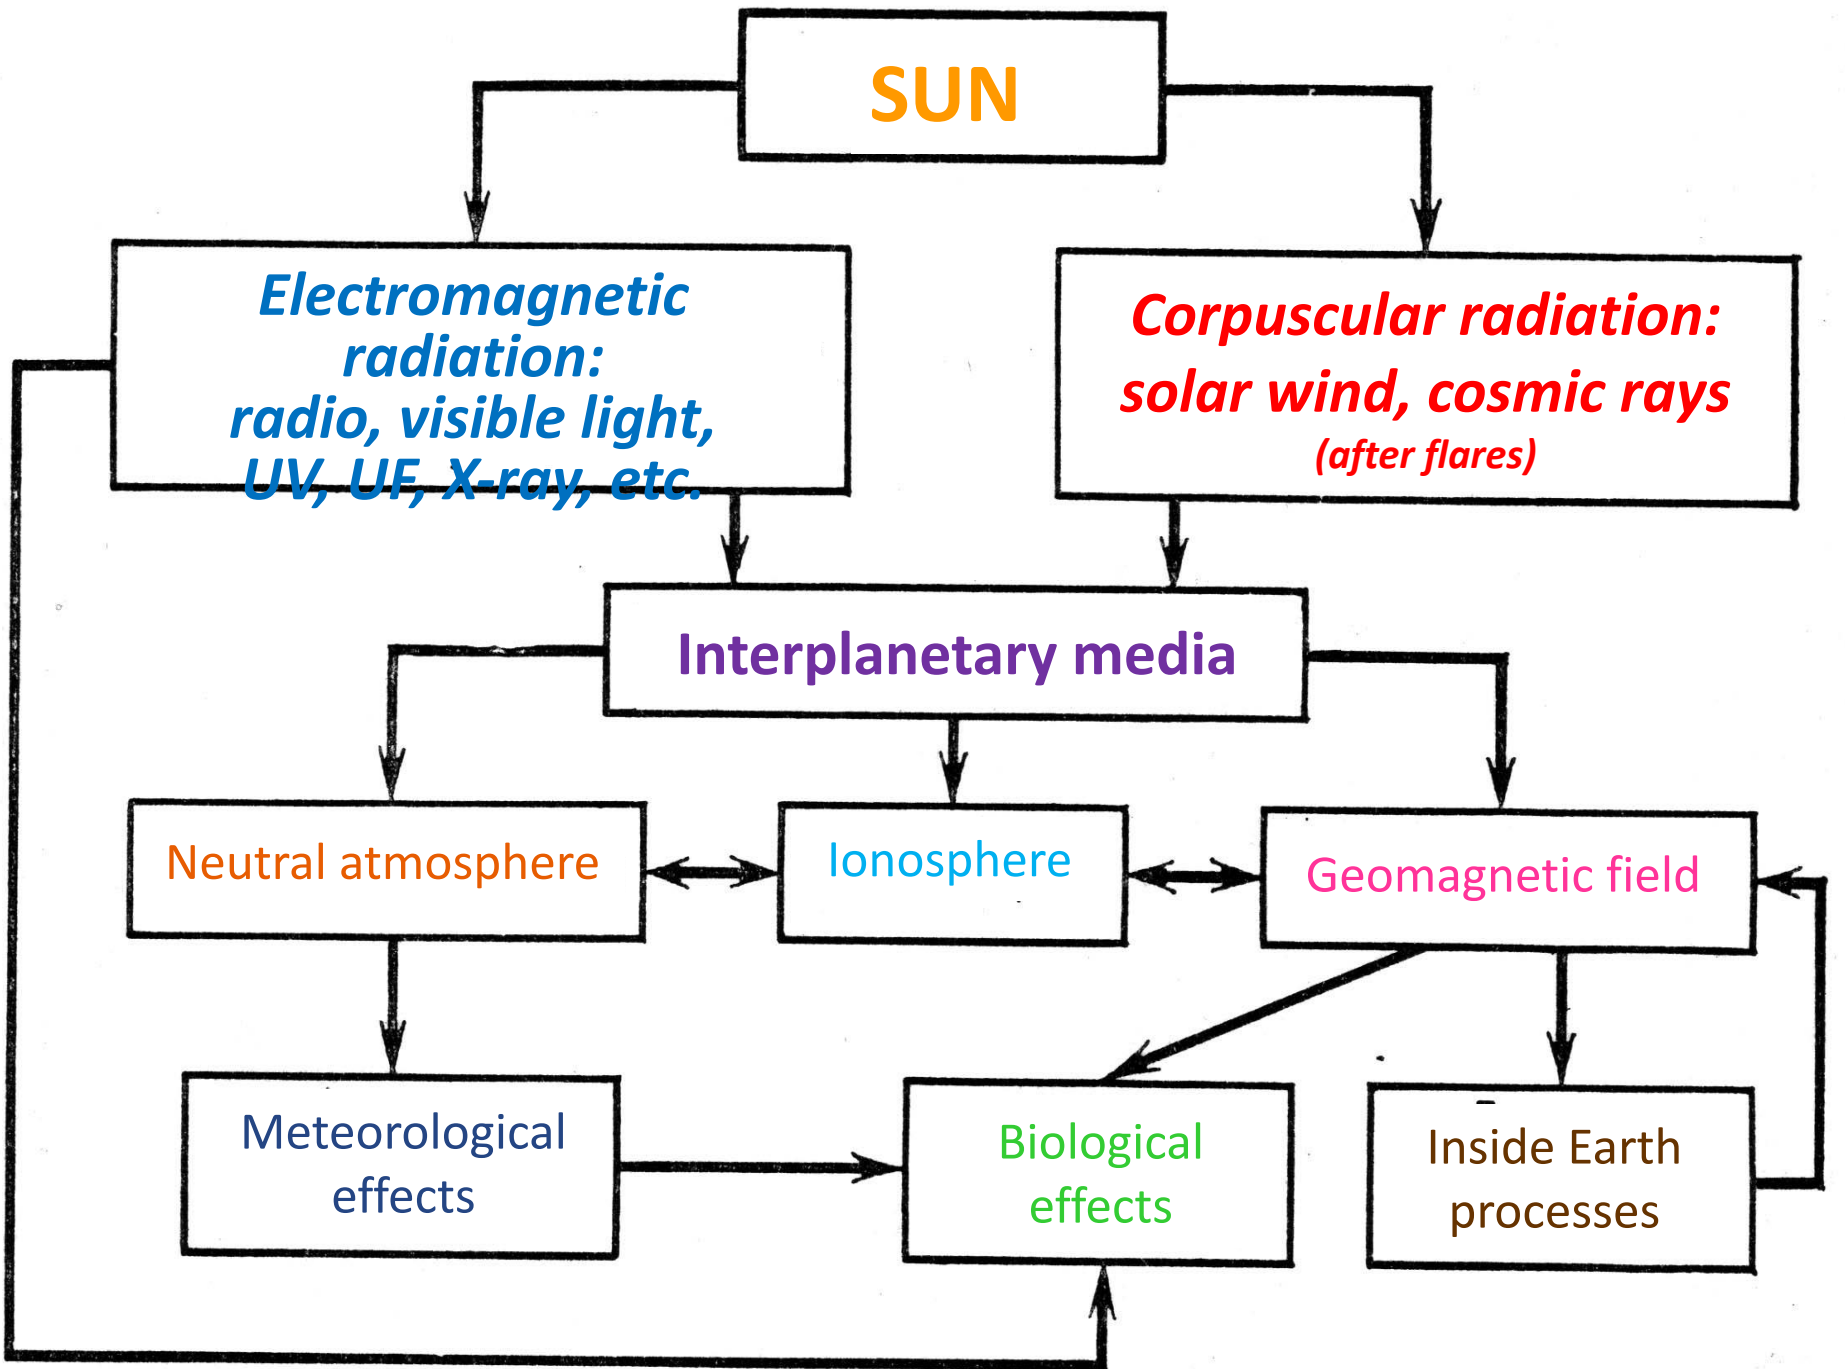 SUN
Electromagnetic
radiation:
radio, visible light,
UV, UF, X-ray, etc.
Corpuscular radiation:
solar wind, cosmic rays
(after flares)
Interplanetary media
Neutral atmosphere
Ionosphere
Geomagnetic field
Meteorological
effects
Biological
effects
Inside Earth
processes